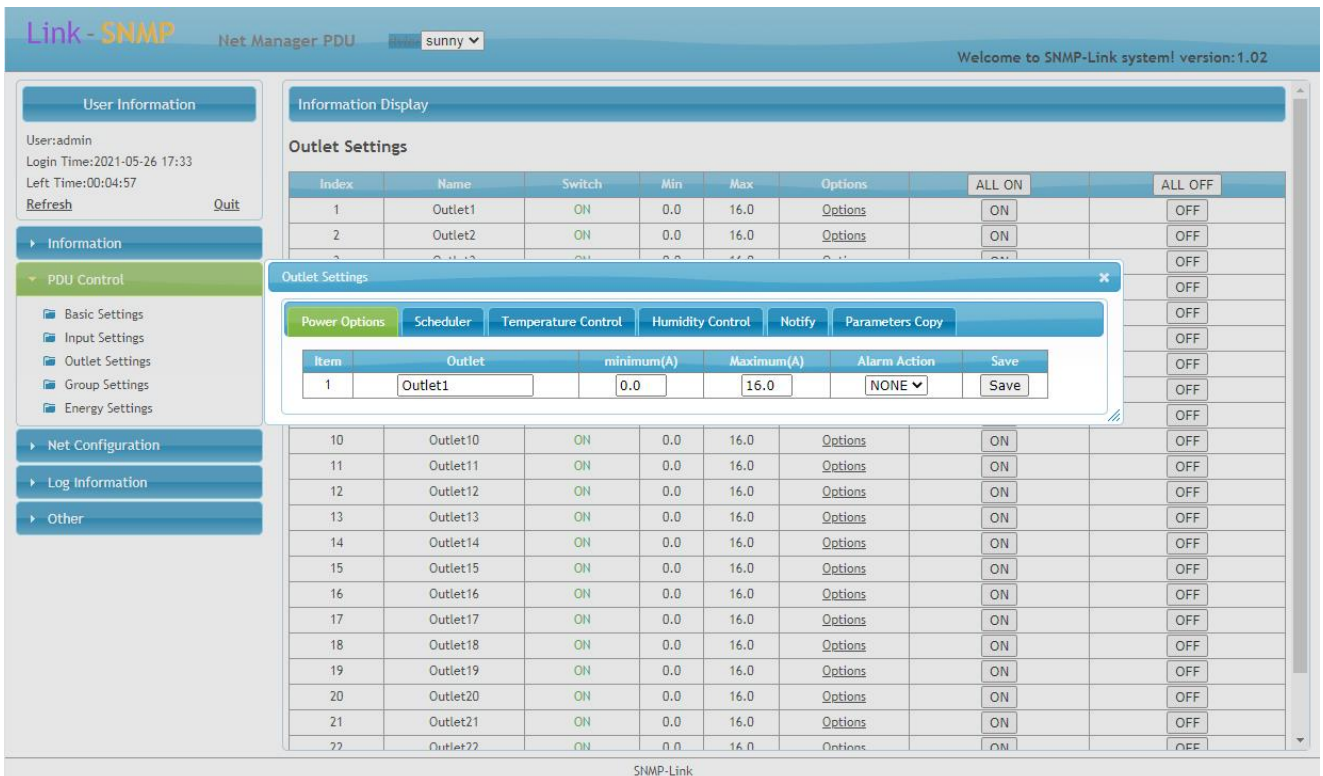 Link - SNMP Net Manager PDU sunny
Welcome to SNMP-Link system! version:1.02
User Information
User:admin
Login Time:2021-05-26 17:33
Left Time:00:04:57
Refresh Quit
Information
PDU Control
Basic Settings
Input Settings
Outlet Settings
Group Settings
Energy Settings
Net Configuration
Log Information
Other
Information Display
Outlet Settings
Index Name Switch Min Max Options ALL ON ALL OFF
1 Outlet1 ON 0.0 16.0 Options ON OFF
2 Outlet2 ON 0.0 16.0 Options ON OFF
OFF
OFF
OFF
OFF
OFF
OFF
OFF
Outlet Settings
Power Options Scheduler Temperature Control Humidity Control Notify Parameters Copy
Item Outlet minimum(A) Maximum(A) Alarm Action Save
1 Outlet1 0.0 16.0 NONE Save
10 Outlet10 ON 0.0 16.0 Options ON OFF
11 Outlet11 ON 0.0 16.0 Options ON OFF
12 Outlet12 ON 0.0 16.0 Options ON OFF
13 Outlet13 ON 0.0 16.0 Options ON OFF
14 Outlet14 ON 0.0 16.0 Options ON OFF
15 Outlet15 ON 0.0 16.0 Options ON OFF
16 Outlet16 ON 0.0 16.0 Options ON OFF
17 Outlet17 ON 0.0 16.0 Options ON OFF
18 Outlet18 ON 0.0 16.0 Options ON OFF
19 Outlet19 ON 0.0 16.0 Options ON OFF
20 Outlet20 ON 0.0 16.0 Options ON OFF
21 Outlet21 ON 0.0 16.0 Options ON OFF
22 Outlet22 ON 0.0 16.0 Options ON OFF
SNMP-Link